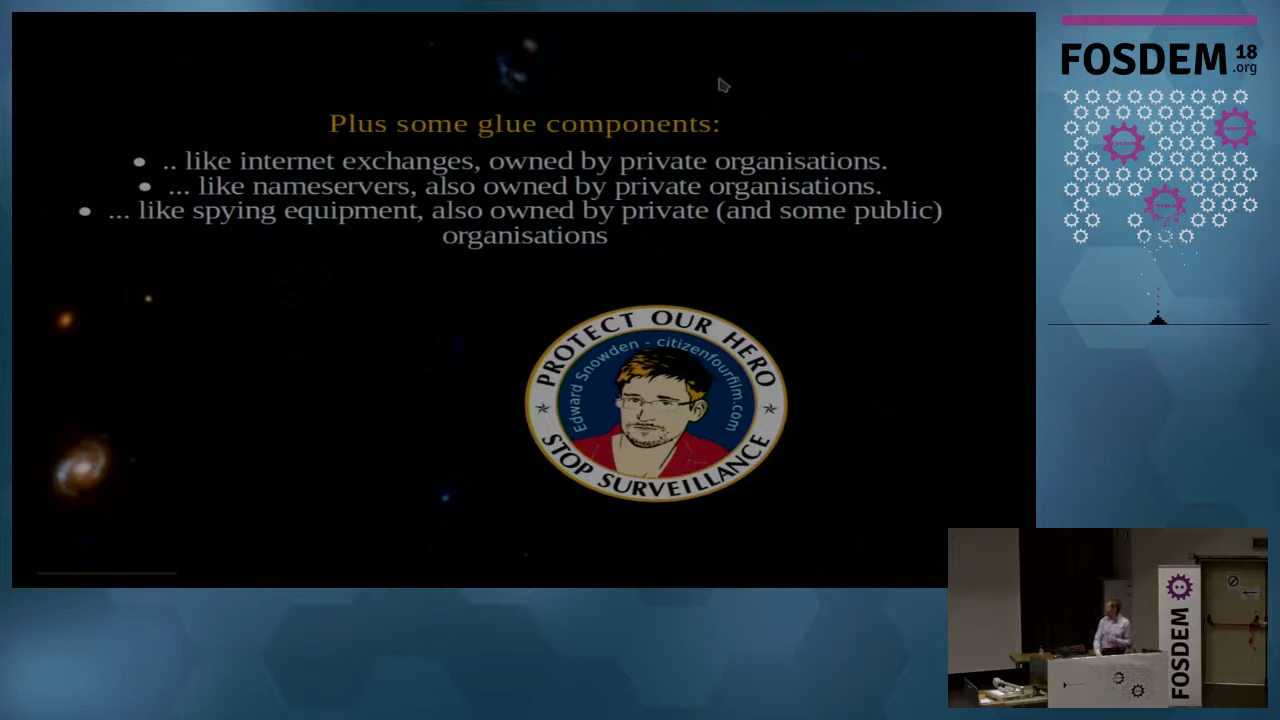 Plus some glue components:
● .. like internet exchanges, owned by private organisations.
● ... like nameservers, also owned by private organisations.
● ... like spying equipment, also owned by private (and some public)
organisations
PROTECT OUR HERO
Edward Snowden - citizenfourfilm.com
STOP SURVEILLANCE
FOSDEM 18
.org
FOSDEM